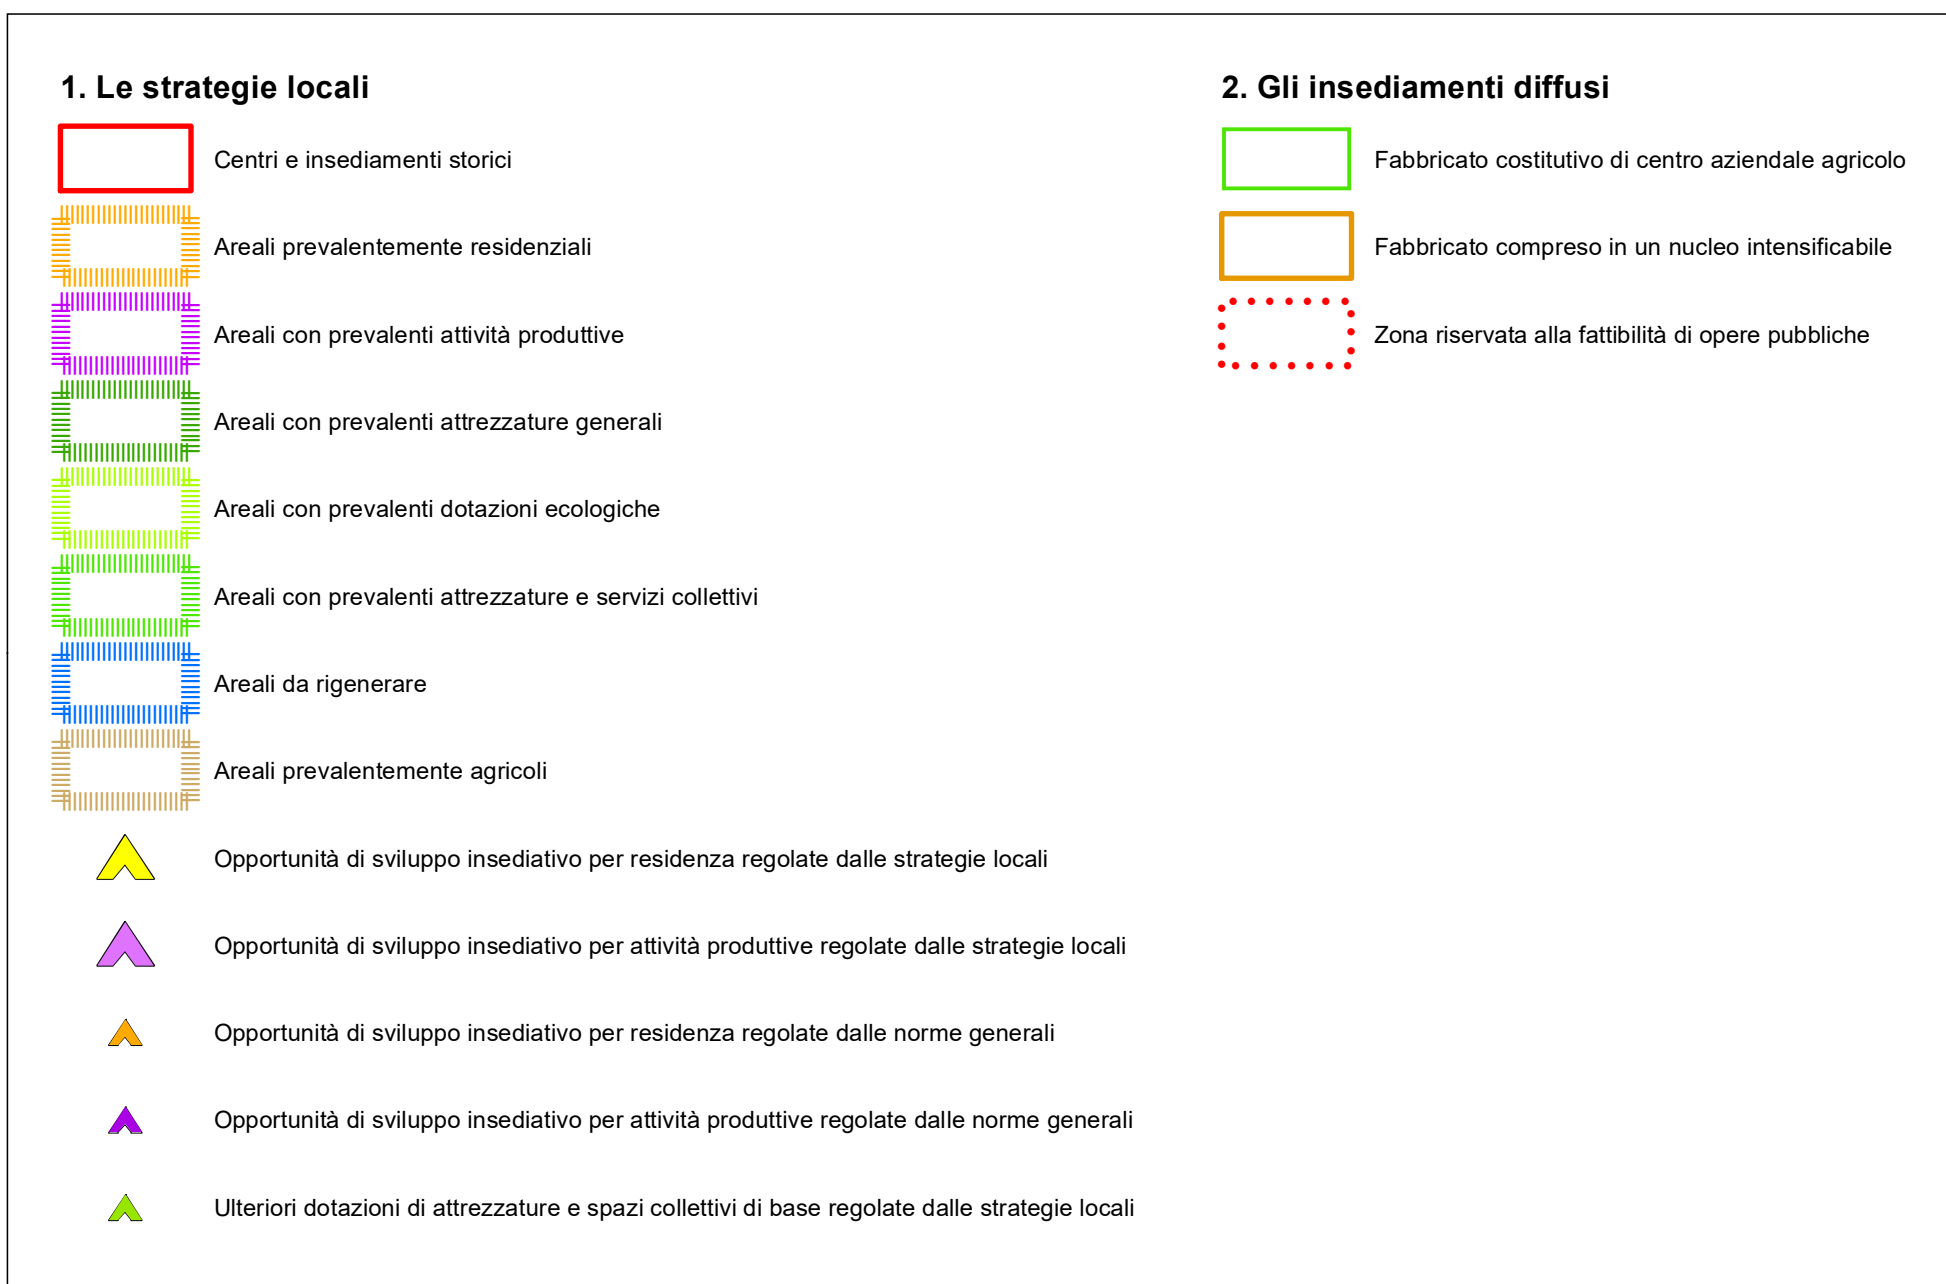 1. Le strategie locali
Centri e insediamenti storici
Areali prevalentemente residenziali
Areali con prevalenti attività produttive
Areali con prevalenti attrezzature generali
Areali con prevalenti dotazioni ecologiche
Areali con prevalenti attrezzature e servizi collettivi
Areali da rigenerare
Areali prevalentemente agricoli
Opportunità di sviluppo insediativo per residenza regolate dalle strategie locali
Opportunità di sviluppo insediativo per attività produttive regolate dalle strategie locali
Opportunità di sviluppo insediativo per residenza regolate dalle norme generali
Opportunità di sviluppo insediativo per attività produttive regolate dalle norme generali
Ulteriori dotazioni di attrezzature e spazi collettivi di base regolate dalle strategie locali
2. Gli insediamenti diffusi
Fabbricato costitutivo di centro aziendale agricolo
Fabbricato compreso in un nucleo intensificabile
Zona riservata alla fattibilità di opere pubbliche